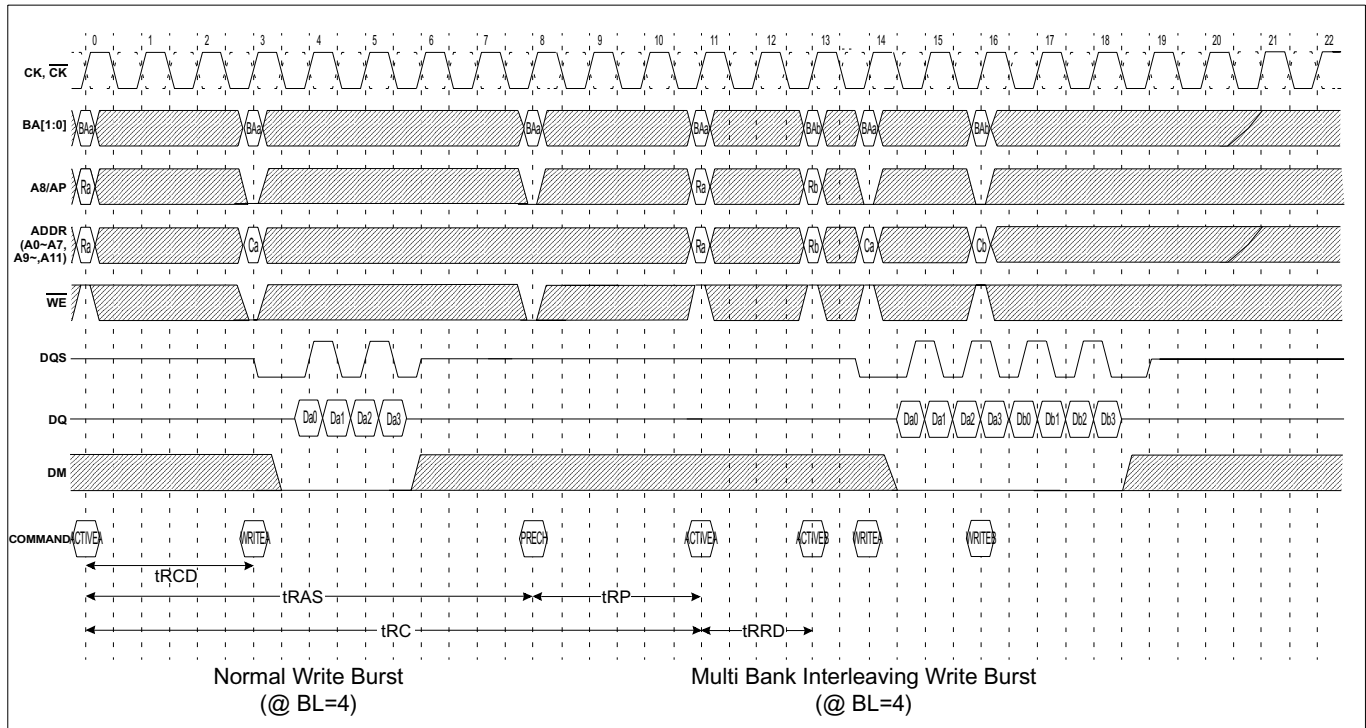 0 1 2 3 4 5 6 7 8 9 10 11 12 13 14 15 16 17 18 19 20 21 22
CK, CK
BA[1:0] BAa BAa BAa BAa BAb BAa BAb
A8/AP Ra Ra Rb
ADDR
(A0~A7,
A9~,A11)
Ra Ca Ra Rb Ca Cb
WE
DQS
DQ Da0 Da1 Da2 Da3 Da0 Da1 Da2 Da3 Db0 Db1 Db2 Db3
DM
COMMAND ACTIVEA WRITEA PRECH ACTIVEA ACTIVEB WRITEA WRITEB
tRCD
tRAS tRP
tRC tRRD
Normal Write Burst Multi Bank Interleaving Write Burst
(@ BL=4) (@ BL=4)